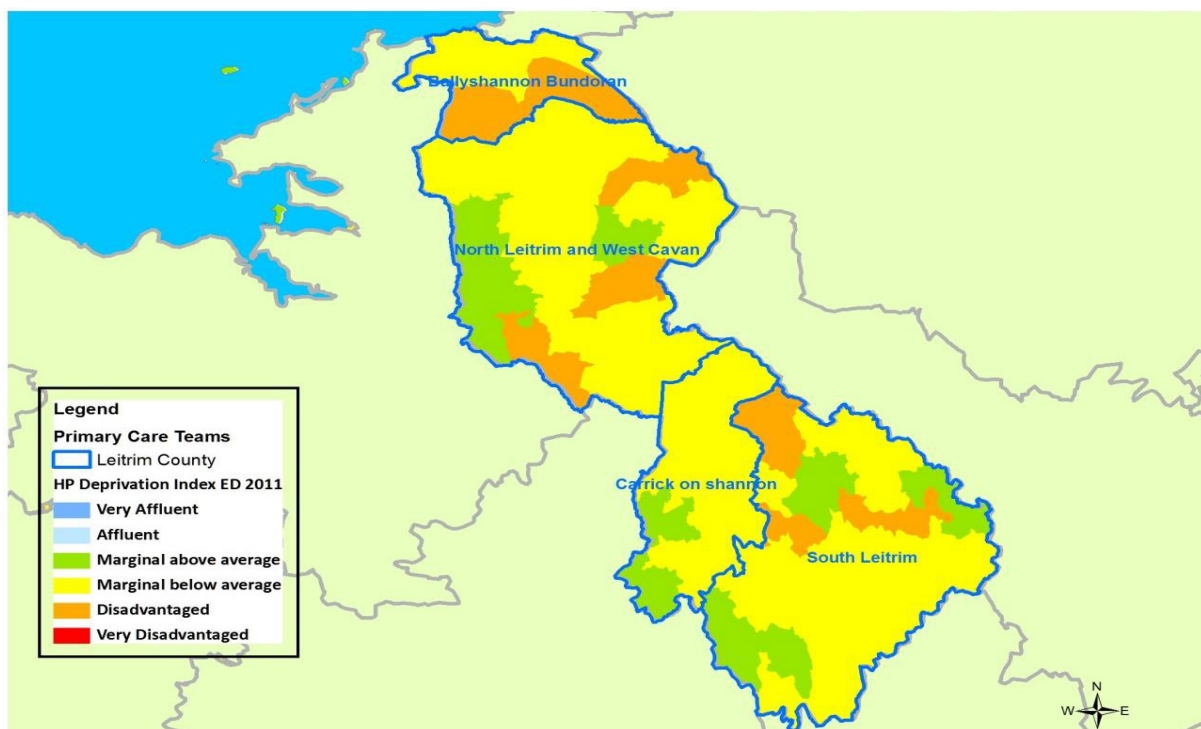 Ballyshannon Bundoran
North Leitrim and West Cavan
Carrick on shannon
South Leitrim
Legend
Primary Care Teams
Leitrim County
HP Deprivation Index ED 2011
Very Affluent
Affluent
Marginal above average
Marginal below average
Disadvantaged
Very Disadvantaged
N
W E
S